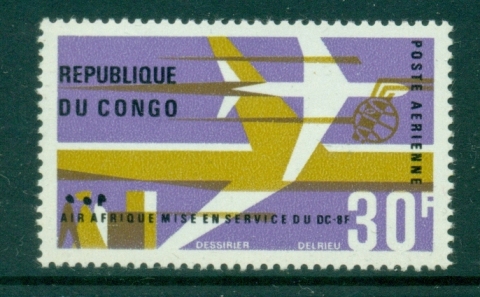 REPUBLIQUE
DU CONGO
POSTE AERIENNE
AIR AFRIQUE MISE EN SERVICE DU DC-8F
30F
DESSIRIER
DELRIEU